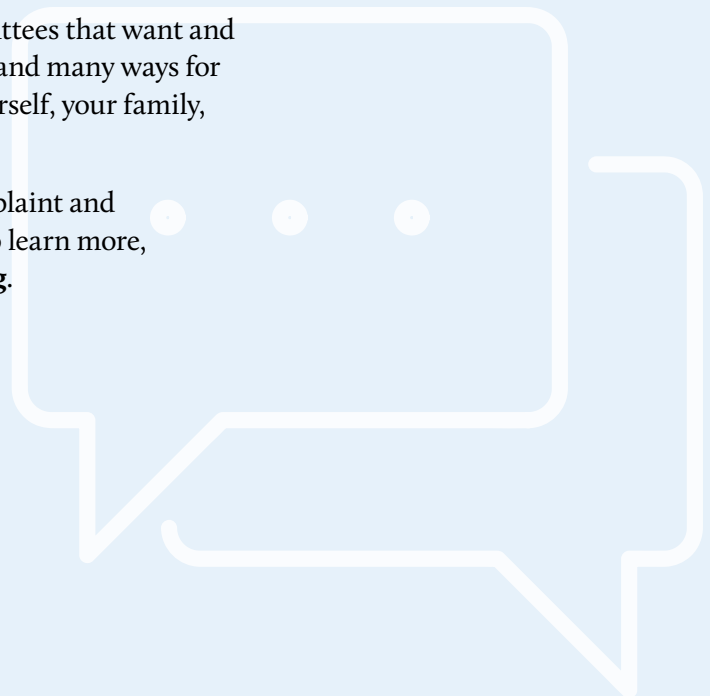 ttees that want and
and many ways for
rself, your family,
plaint and
learn more,
g.